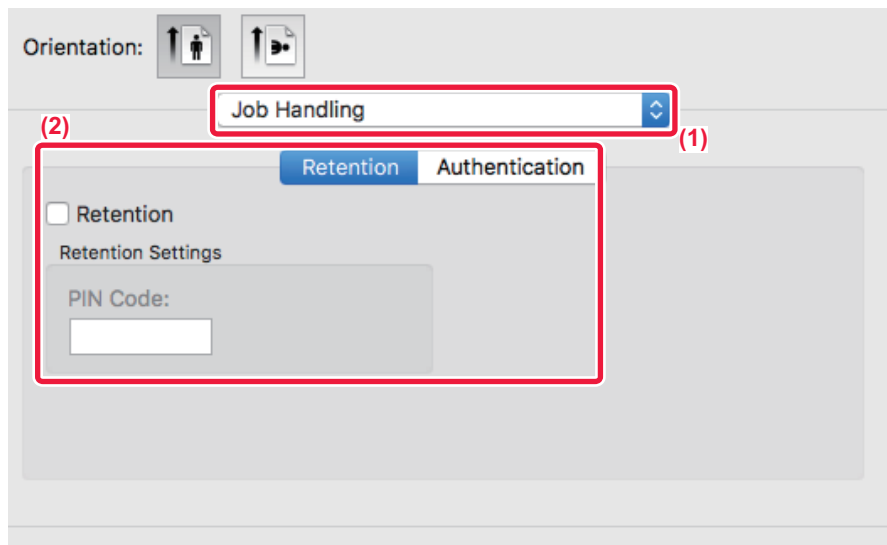 Orientation:
Job Handling
(1)
(2)
Retention Authentication
Retention
Retention Settings
PIN Code: